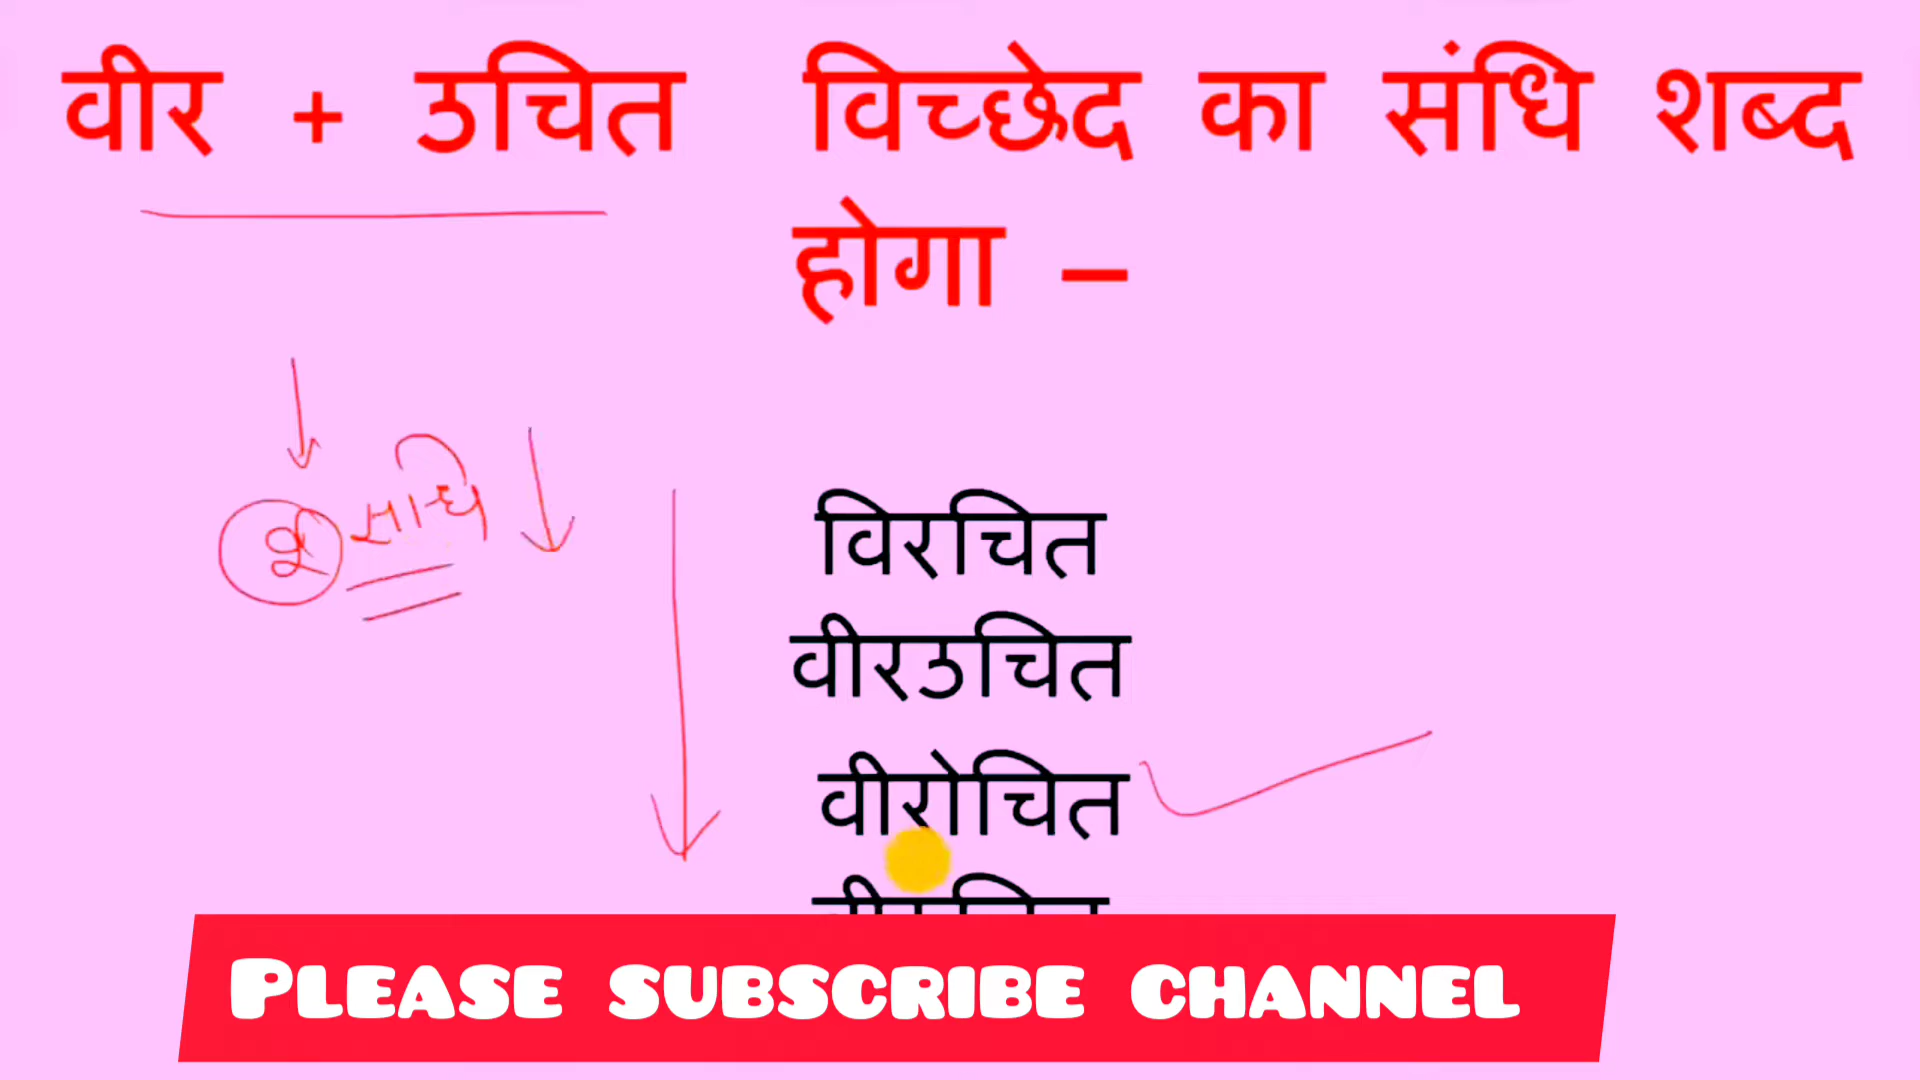 वीर + उचित विच्छेद का संधि शब्द
होगा –
विरचित
वीरउचित
वीरोचित
PLEASE SUBSCRIBE CHANNEL